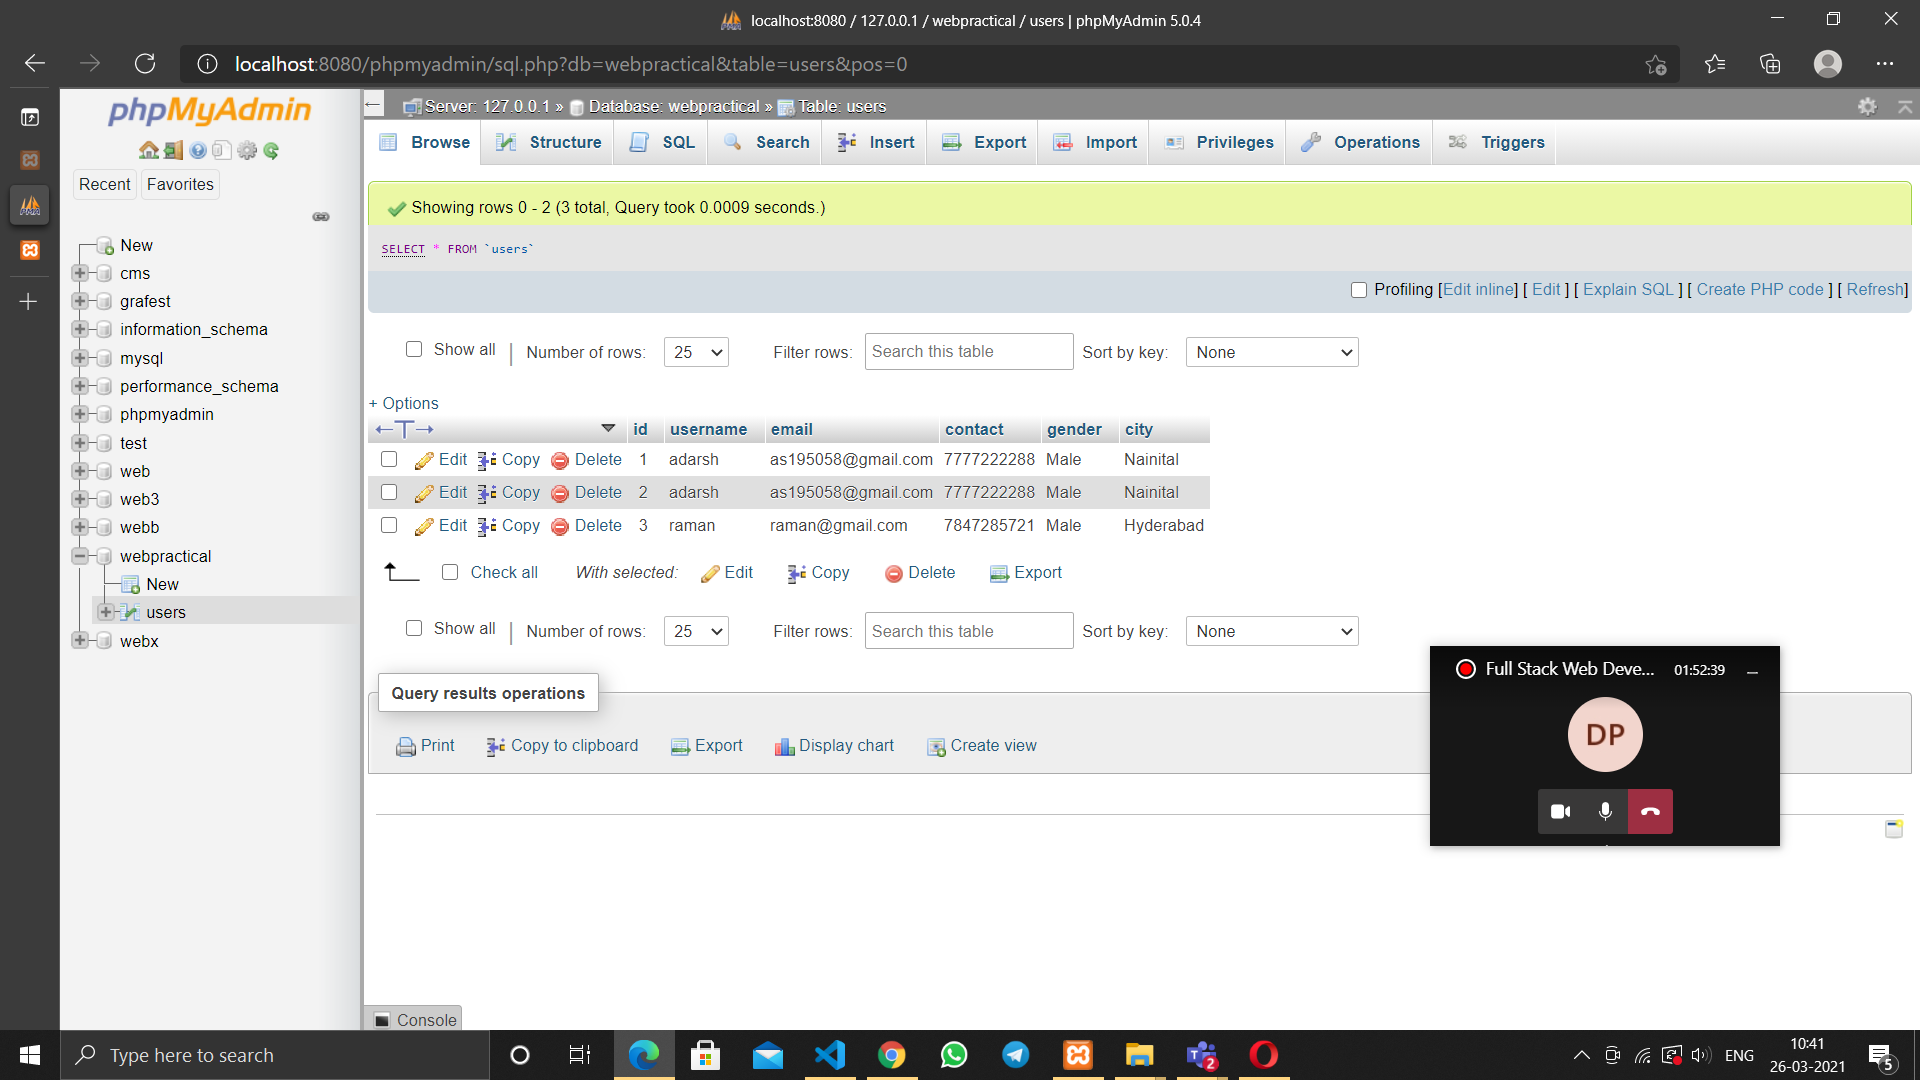 localhost:8080 / 127.0.0.1 / webpractical / users | phpMyAdmin 5.0.4
localhost:8080/phpmyadmin/sql.php?db=webpractical&table=users&pos=0
phpMyAdmin
Recent Favorites
New
cms
grafest
information_schema
mysql
performance_schema
phpmyadmin
test
web
web3
webb
webpractical
New
users
webx
Server: 127.0.0.1 » Database: webpractical » Table: users
Browse Structure SQL Search Insert Export Import Privileges Operations Triggers
Showing rows 0 - 2 (3 total, Query took 0.0009 seconds.)
SELECT * FROM `users`
Profiling [Edit inline] [ Edit ] [ Explain SQL ] [ Create PHP code ] [ Refresh]
Show all | Number of rows: 25 Filter rows: Search this table Sort by key: None
+ Options
←T→ id username email contact gender city
Edit Copy Delete 1 adarsh as195058@gmail.com 7777222288 Male Nainital
Edit Copy Delete 2 adarsh as195058@gmail.com 7777222288 Male Nainital
Edit Copy Delete 3 raman raman@gmail.com 7847285721 Male Hyderabad
Check all With selected: Edit Copy Delete Export
Show all | Number of rows: 25 Filter rows: Search this table Sort by key: None
Query results operations
Print Copy to clipboard Export Display chart Create view
Full Stack Web Deve... 01:52:39
DP
Console
Type here to search
2
ENG
10:41
26-03-2021
5